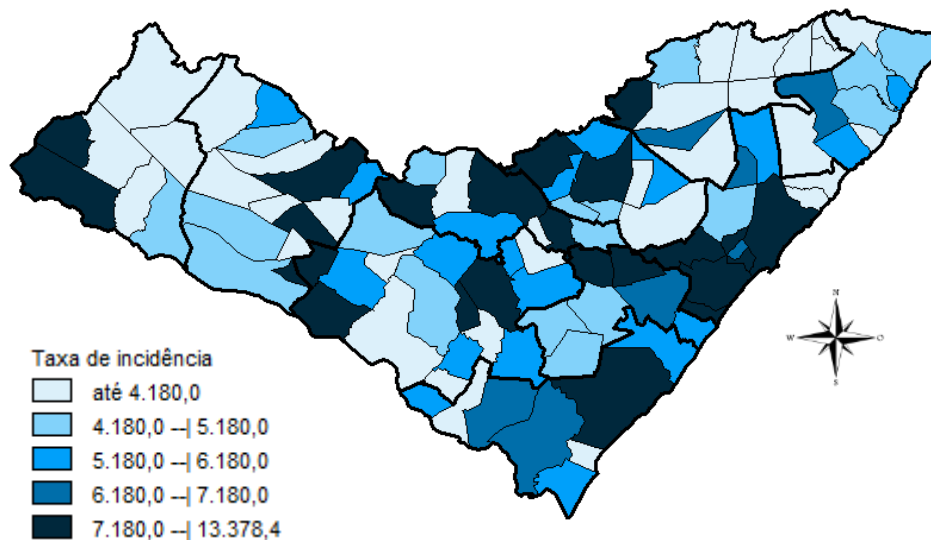 N
W
O
S
Taxa de incidência
até 4.180,0
4.180,0 --| 5.180,0
5.180,0 --| 6.180,0
6.180,0 --| 7.180,0
7.180,0 --| 13.378,4